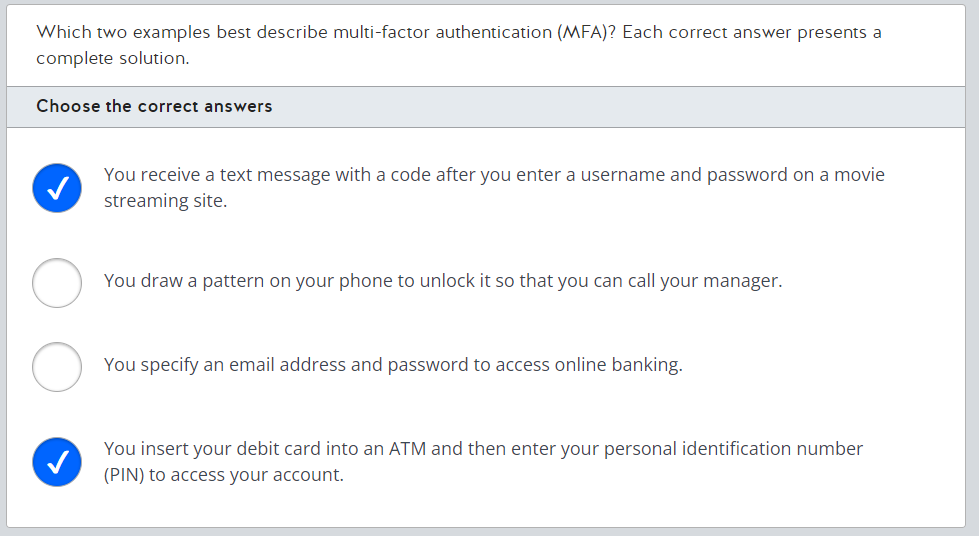 Which two examples best describe multi-factor authentication (MFA)? Each correct answer presents a
complete solution.
Choose the correct answers
You receive a text message with a code after you enter a username and password on a movie
streaming site.
You draw a pattern on your phone to unlock it so that you can call your manager.
You specify an email address and password to access online banking.
You insert your debit card into an ATM and then enter your personal identification number
(PIN) to access your account.